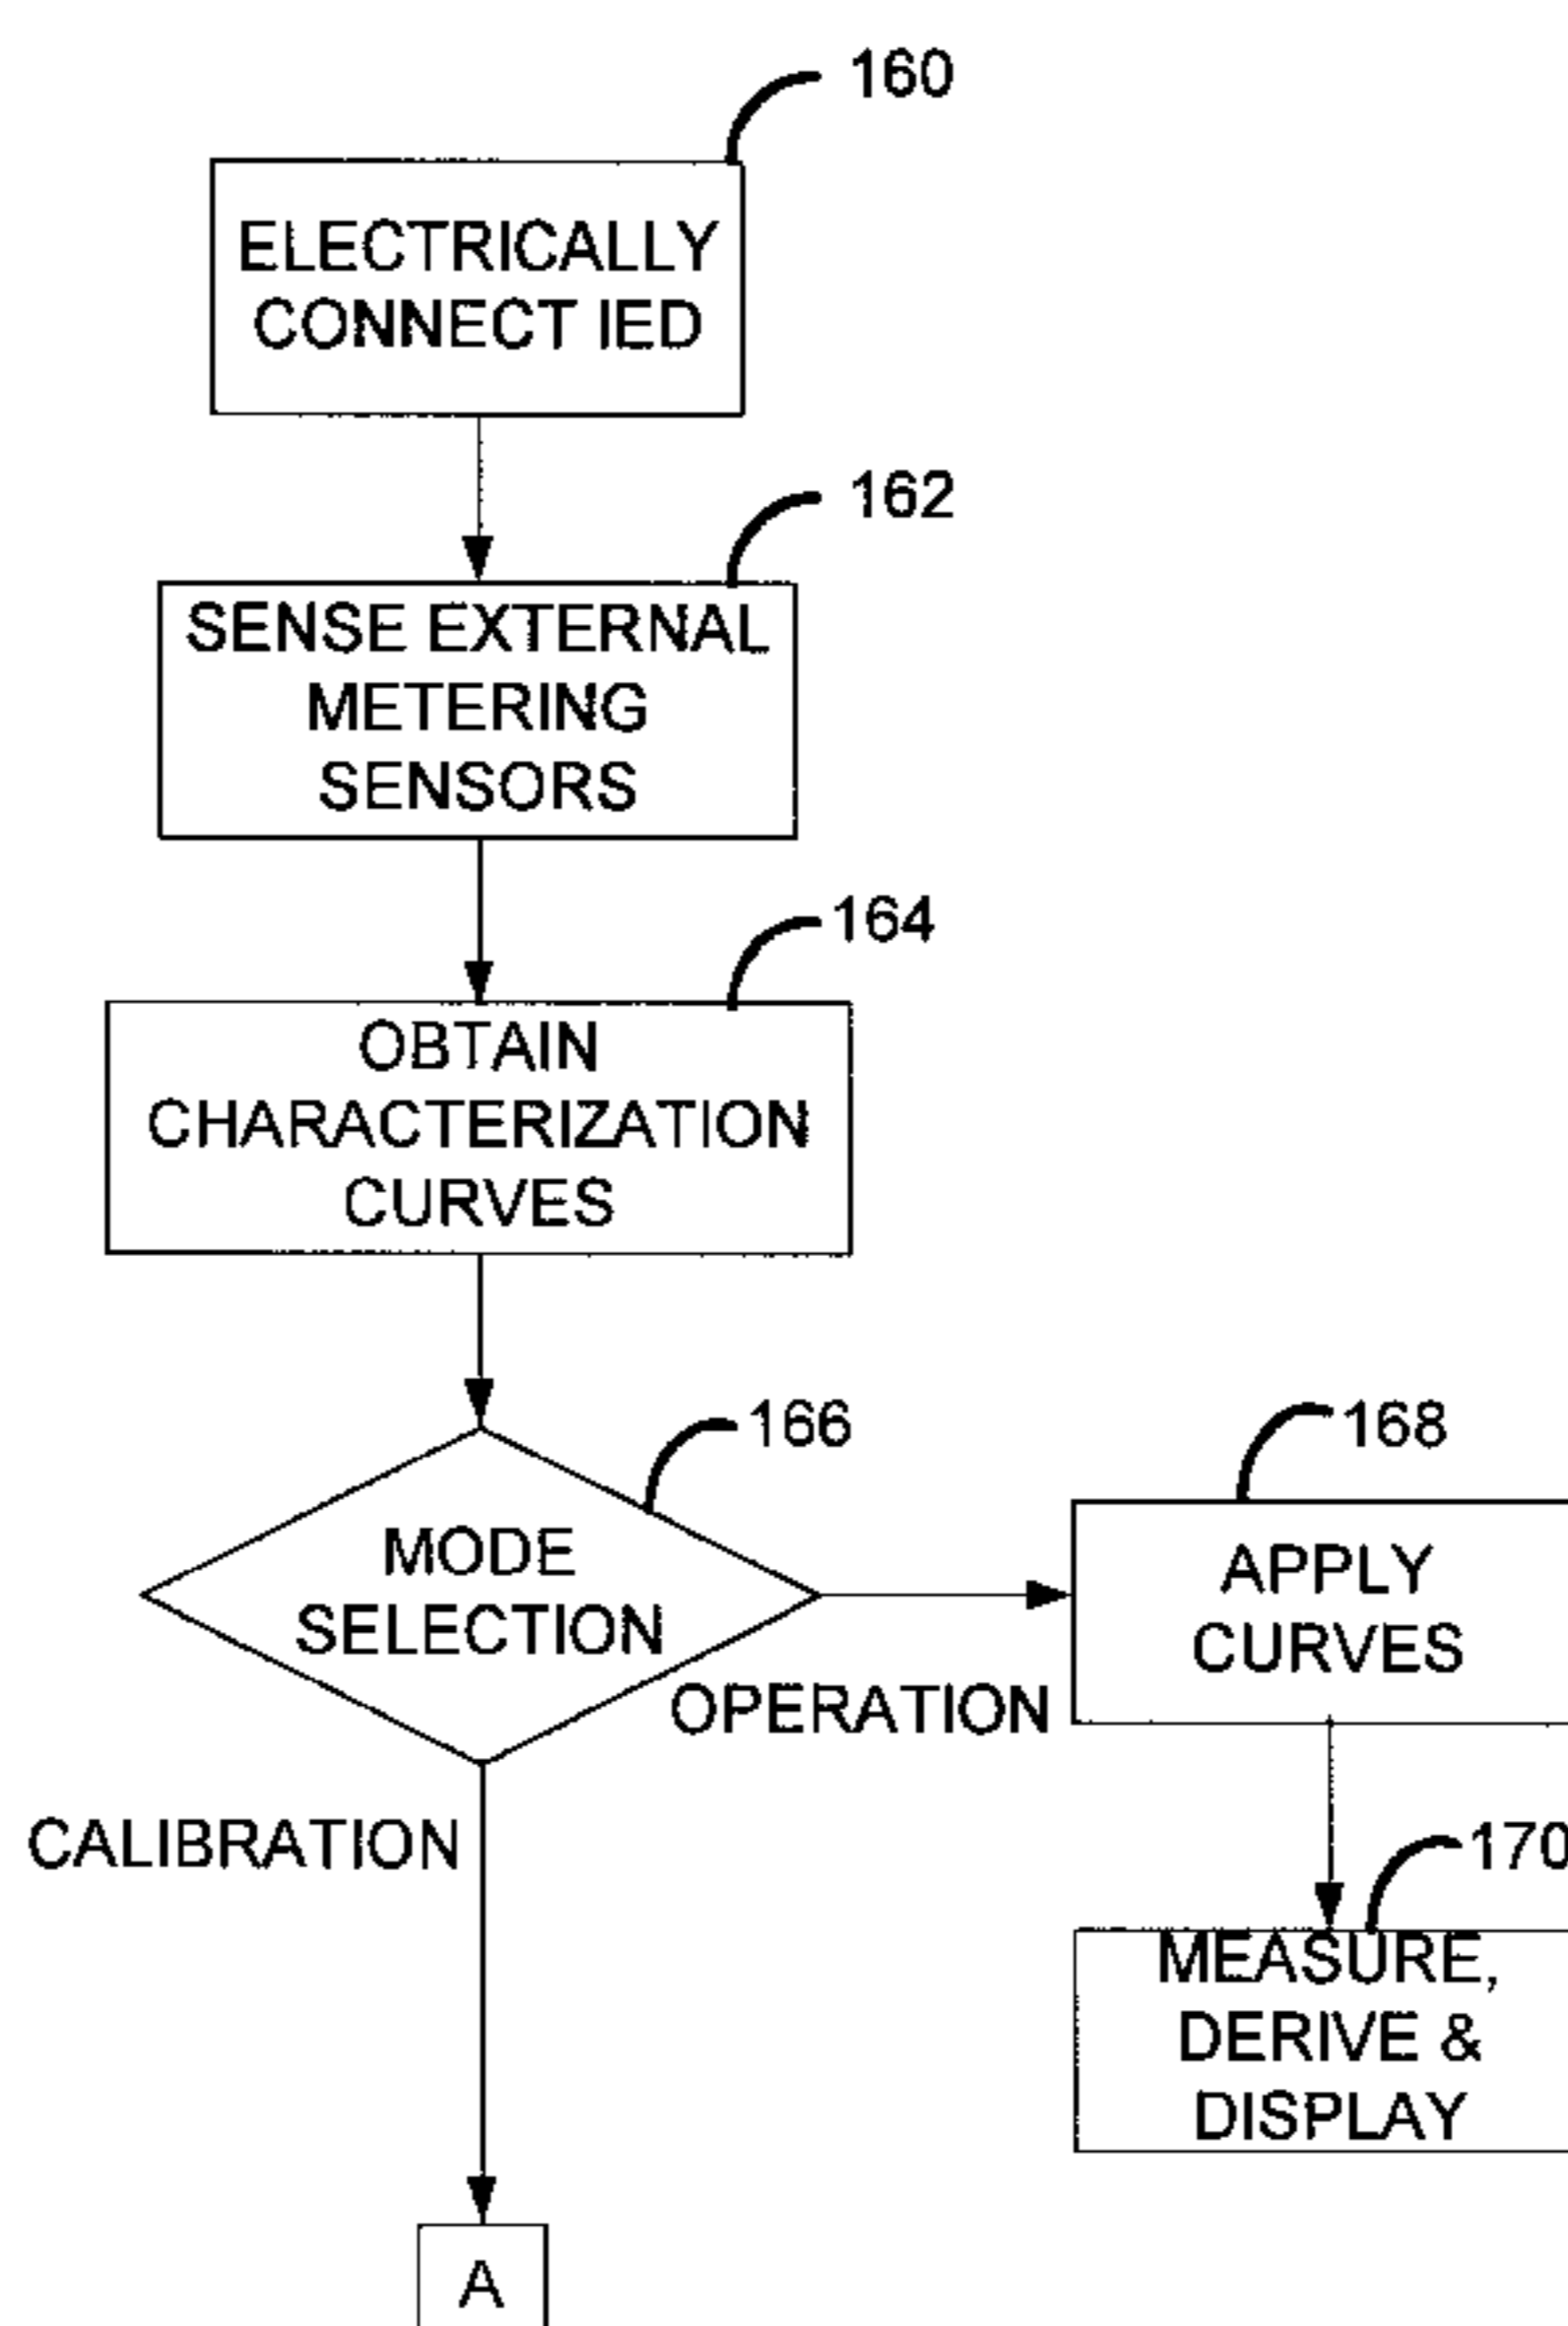 160
ELECTRICALLY
CONNECT IED
162
SENSE EXTERNAL
METERING
SENSORS
164
OBTAIN
CHARACTERIZATION
CURVES
166
MODE
SELECTION
168
APPLY
CURVES
OPERATION
CALIBRATION
170
MEASURE,
DERIVE &
DISPLAY
A